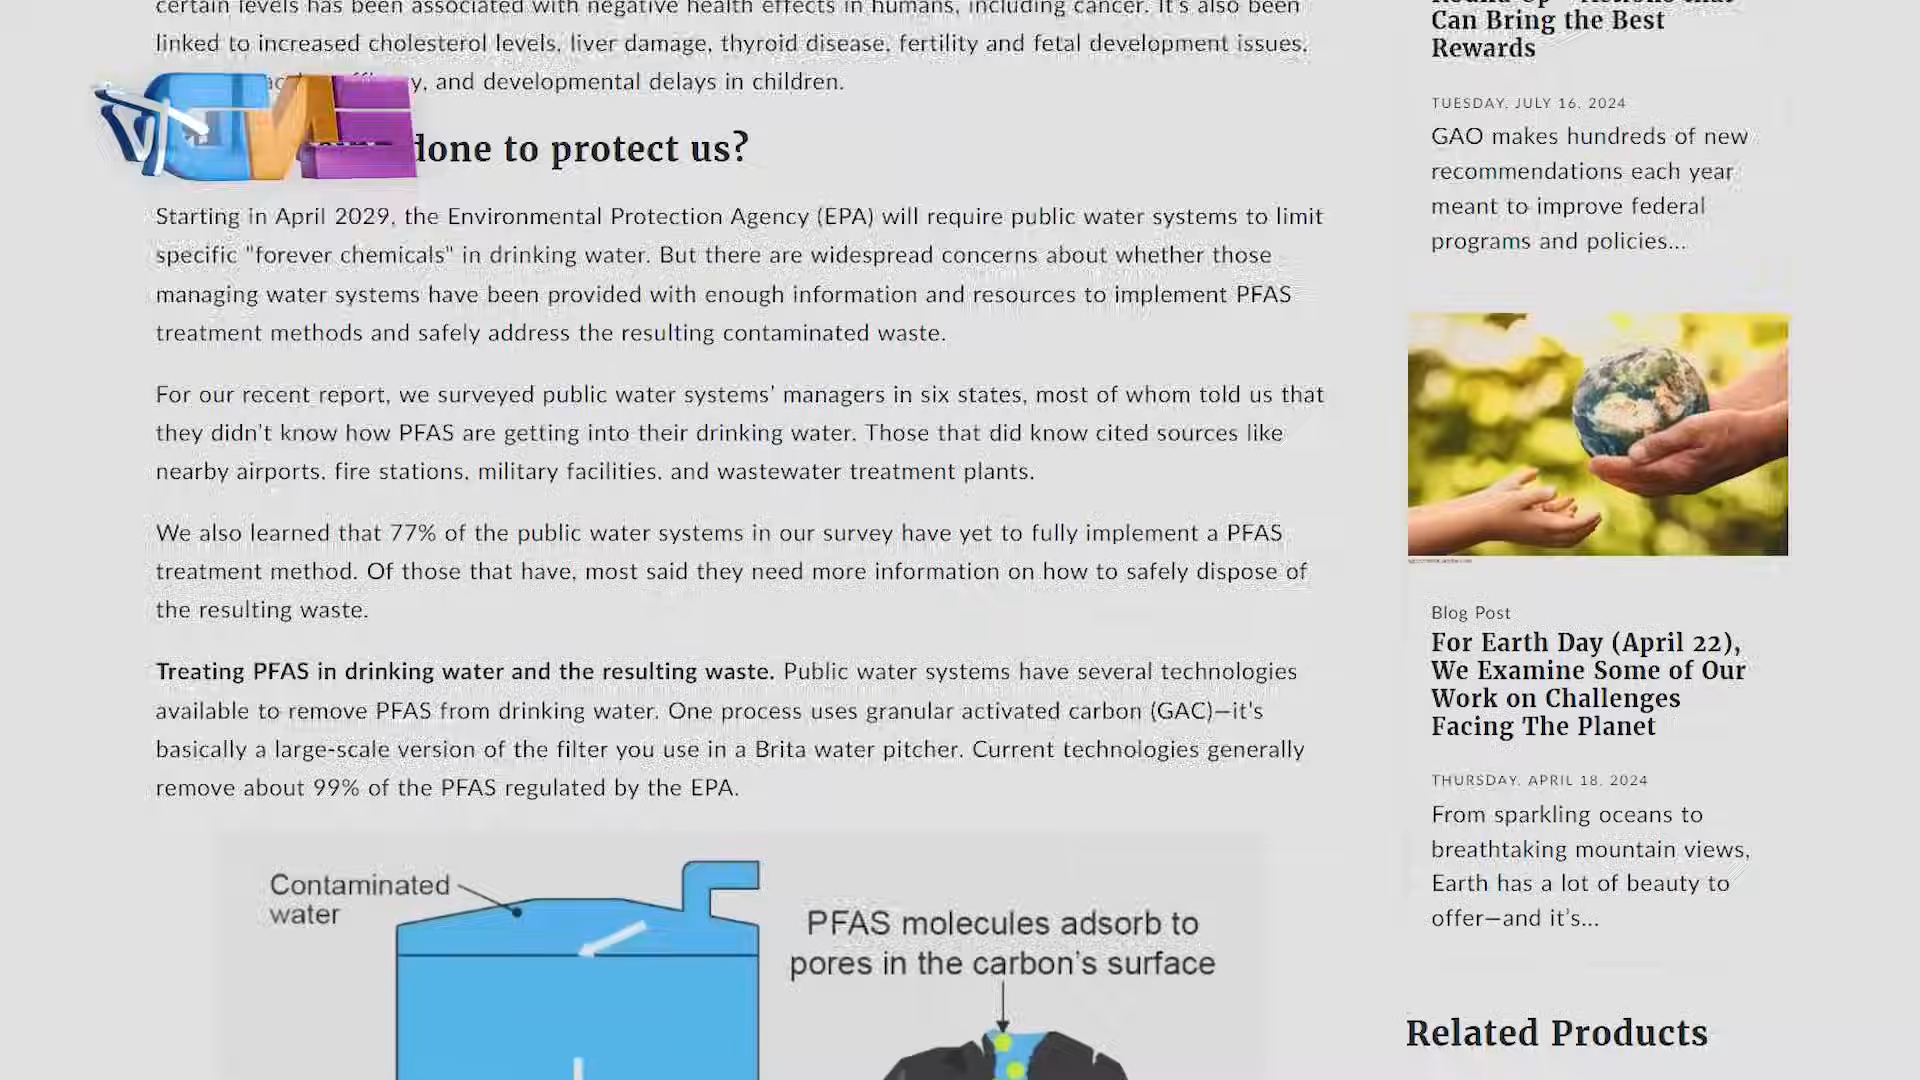 certain levels has been associated with negative health effects in humans, including cancer. It's also been
linked to increased cholesterol levels, liver damage, thyroid disease, fertility and fetal development issues,
and developmental delays in children.
done to protect us?
Starting in April 2029, the Environmental Protection Agency (EPA) will require public water systems to limit
specific "forever chemicals" in drinking water. But there are widespread concerns about whether those
managing water systems have been provided with enough information and resources to implement PFAS
treatment methods and safely address the resulting contaminated waste.
For our recent report, we surveyed public water systems' managers in six states, most of whom told us that
they didn't know how PFAS are getting into their drinking water. Those that did know cited sources like
nearby airports, fire stations, military facilities, and wastewater treatment plants.
We also learned that 77% of the public water systems in our survey have yet to fully implement a PFAS
treatment method. Of those that have, most said they need more information on how to safely dispose of
the resulting waste.
Treating PFAS in drinking water and the resulting waste. Public water systems have several technologies
available to remove PFAS from drinking water. One process uses granular activated carbon (GAC)—it's
basically a large-scale version of the filter you use in a Brita water pitcher. Current technologies generally
remove about 99% of the PFAS regulated by the EPA.
Contaminated
water
PFAS molecules adsorb to
pores in the carbon's surface
Can Bring the Best
Rewards
TUESDAY, JULY 16, 2024
GAO makes hundreds of new
recommendations each year
meant to improve federal
programs and policies...
Blog Post
For Earth Day (April 22),
We Examine Some of Our
Work on Challenges
Facing The Planet
THURSDAY, APRIL 18, 2024
From sparkling oceans to
breathtaking mountain views,
Earth has a lot of beauty to
offer—and it's...
Related Products